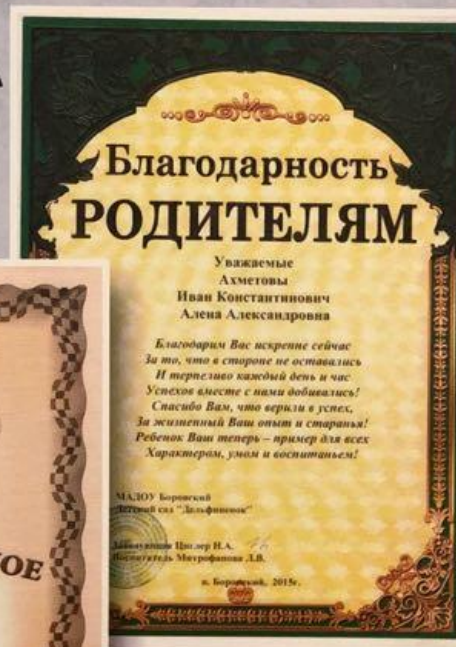 Благодарность
РОДИТЕЛЯМ
Уважаемые
Ахметовы
Иван Константинович
Алена Александровна
Благодарим Вас искренне сейчас
За то, что в стороне не оставались
И терпеливо каждый день и час
Успехов вместе с нами добивались!
Спасибо Вам, что верили в успех,
За жизненный Ваш опыт и старанья!
Ребенок Ваш теперь – пример для всех
Характером, умом и воспитаньем!
МАДОУ Боровский
Детский сад "Дельфиненок"
Заведующая Циглер Н.А.
Воспитатель Митрофанова Л.В.
п. Боровский, 2015г.
ОЕ